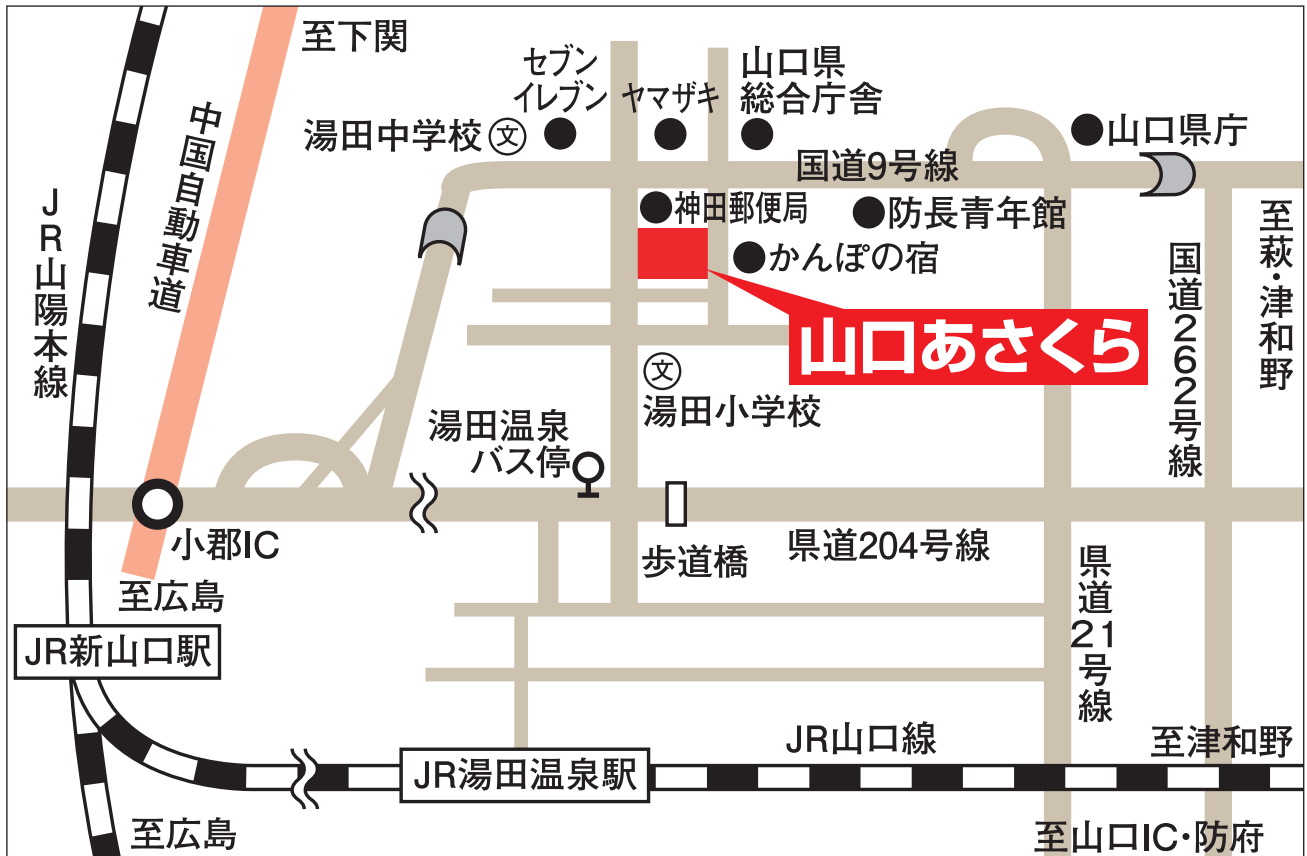 至下関
中国自動車道
JR山陽本線
セブン
イレブン
ヤマザキ
山口県
総合庁舎
湯田中学校
文
山口県庁
国道9号線
神田郵便局
防長青年館
かんぽの宿
至萩・津和野
国道262号線
山口あさくら
文
湯田小学校
湯田温泉
バス停
小郡IC
歩道橋
県道204号線
県道21号線
至広島
JR新山口駅
JR山口線
至津和野
JR湯田温泉駅
至広島
至山口IC・防府